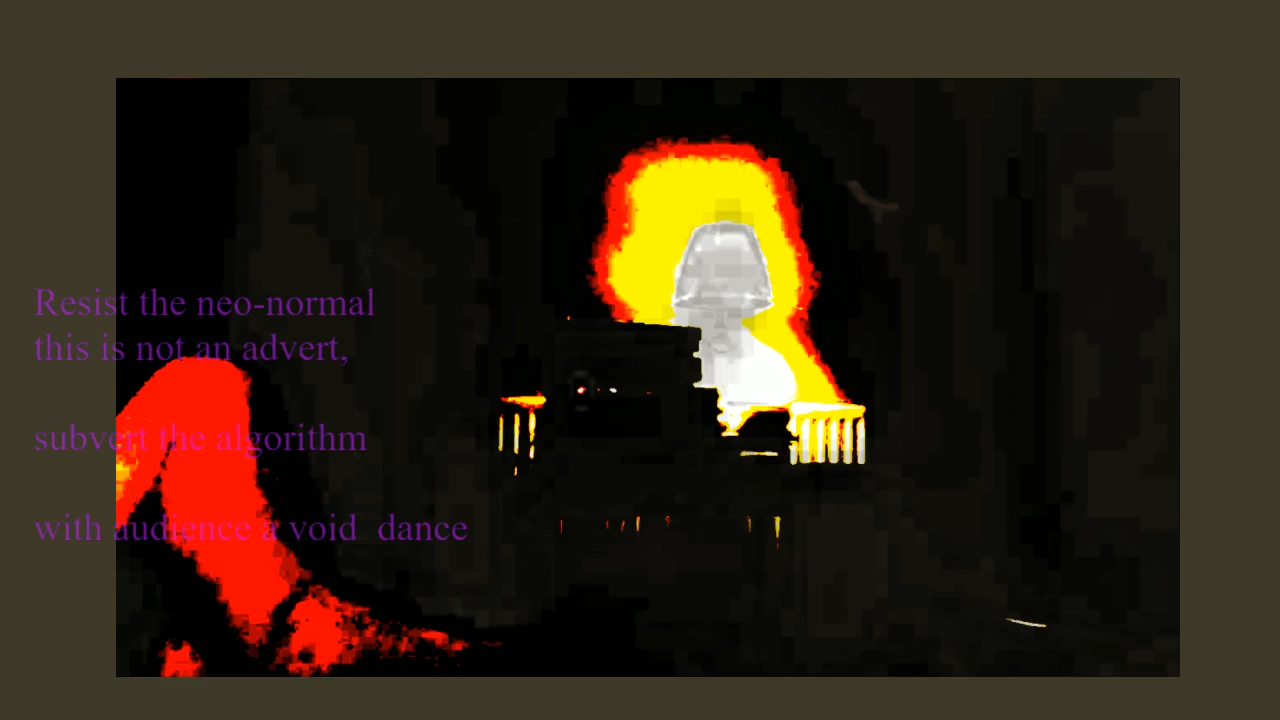 Resist the neo-normal
this is not an advert,
subvert the algorithm
with audience a void  dance